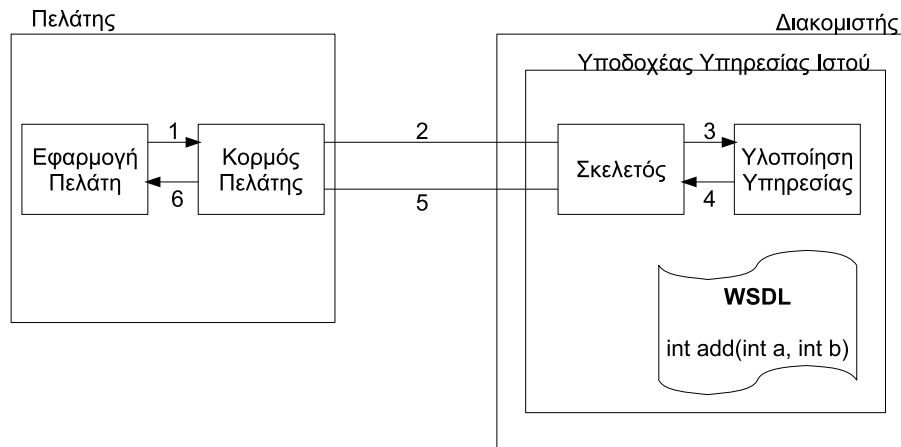 Πελάτης
Διακομιστής
Υποδοχέας Υπηρεσίας Ιστού
1
2
3
Εφαρμογή
Πελάτη
Κορμός
Πελάτης
Σκελετός
Υλοποίηση
Υπηρεσίας
6
5
4
WSDL
int add(int a, int b)